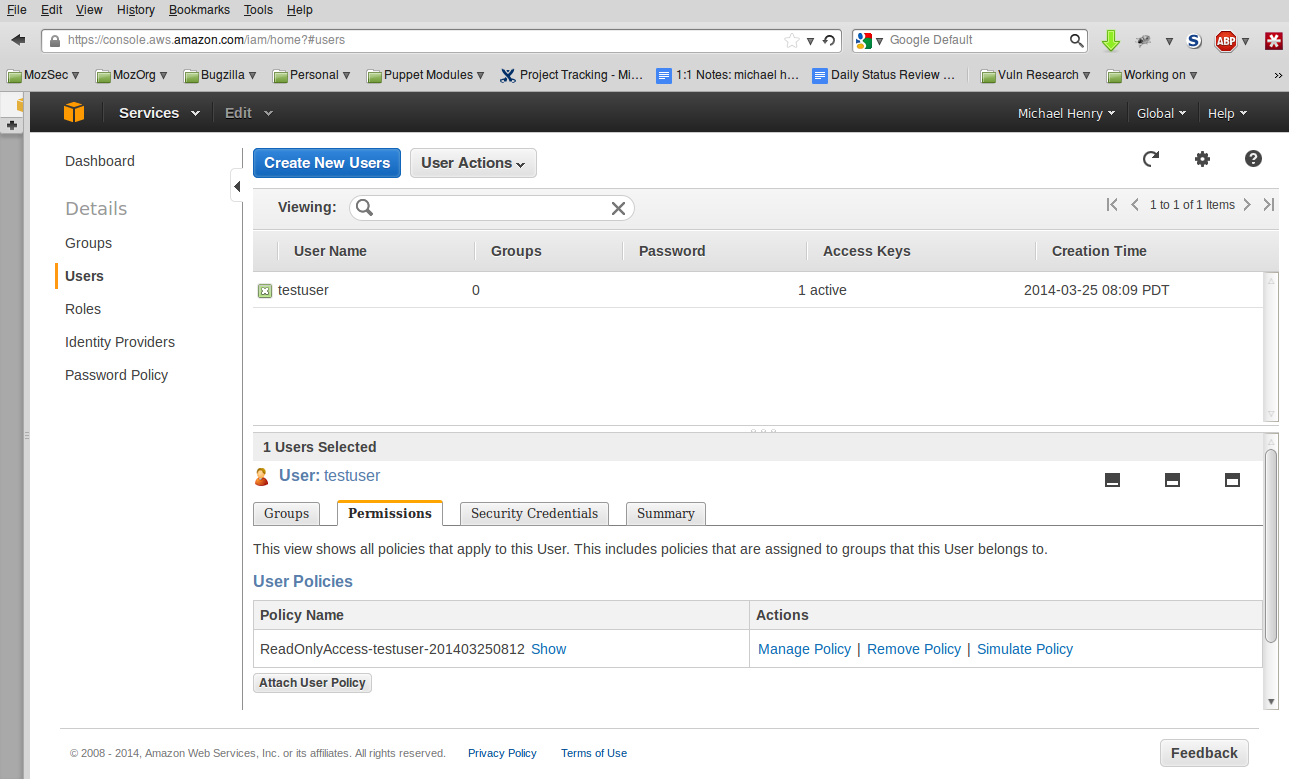 File Edit View History Bookmarks Tools Help
https://console.aws.amazon.com/iam/home?#users Google Default ABP
MozSec MozOrg Bugzilla Personal Puppet Modules Project Tracking - Mi... 1:1 Notes: michael h... Daily Status Review ... Vuln Research Working on »
Services Edit Michael Henry Global Help
Dashboard
Details
Groups
Users
Roles
Identity Providers
Password Policy
Create New Users User Actions
Viewing: 1 to 1 of 1 Items
User Name Groups Password Access Keys Creation Time
testuser 0 1 active 2014-03-25 08:09 PDT
1 Users Selected
User: testuser
Groups Permissions Security Credentials Summary
This view shows all policies that apply to this User. This includes policies that are assigned to groups that this User belongs to.
User Policies
Policy Name Actions
ReadOnlyAccess-testuser-201403250812 Show Manage Policy | Remove Policy | Simulate Policy
Attach User Policy
© 2008 - 2014, Amazon Web Services, Inc. or its affiliates. All rights reserved. Privacy Policy Terms of Use Feedback